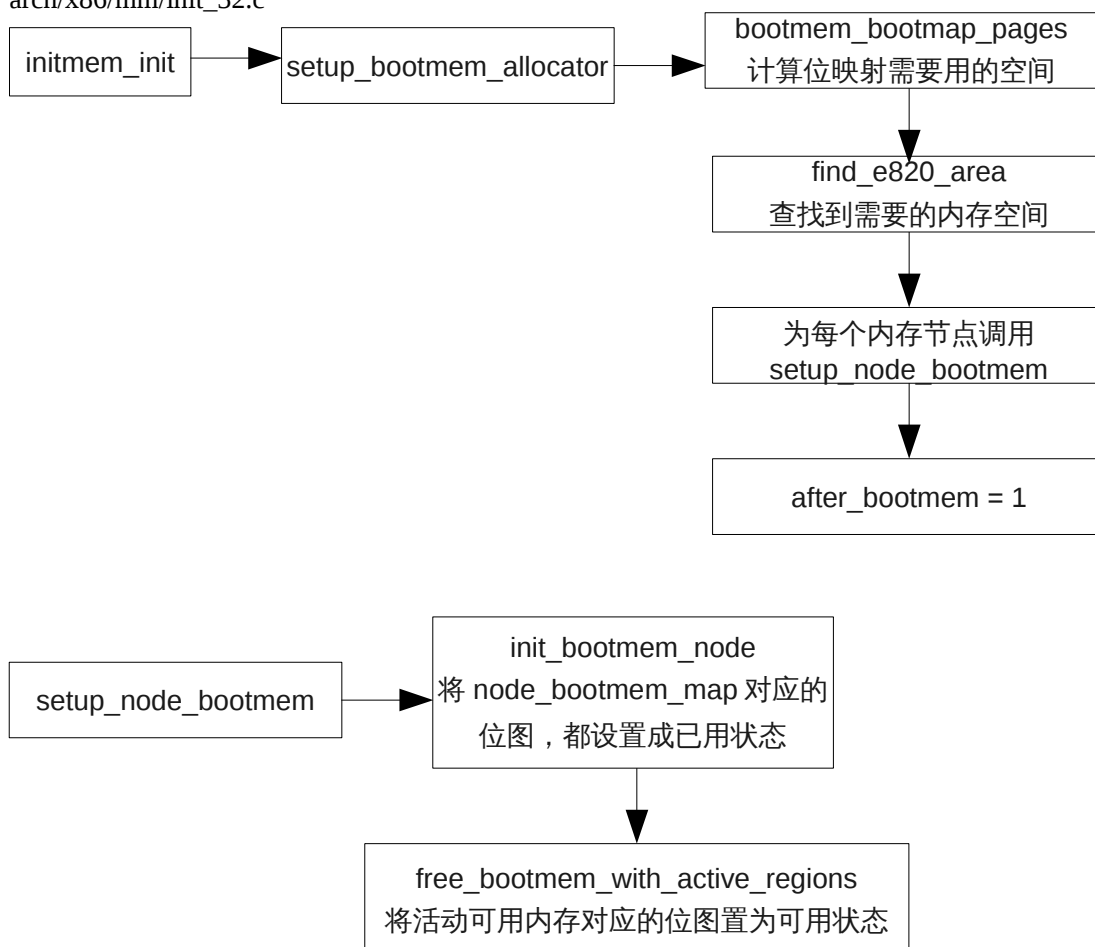 arch/x86/mm/init_32.c
initmem_init
setup_bootmem_allocator
bootmem_bootmap_pages
计算位映射需要用的空间
find_e820_area
查找到需要的内存空间
为每个内存节点调用
setup_node_bootmem
after_bootmem = 1
setup_node_bootmem
init_bootmem_node
将 node_bootmem_map 对应的
位图，都设置成已用状态
free_bootmem_with_active_regions
将活动可用内存对应的位图置为可用状态